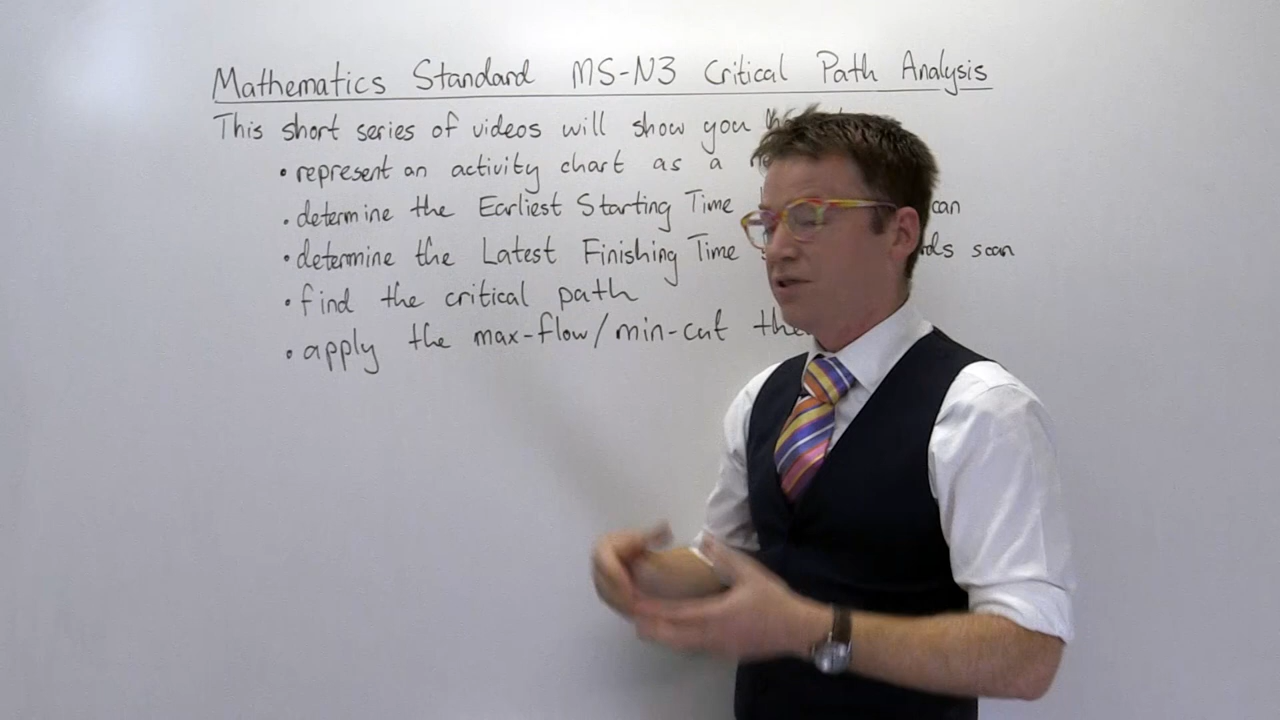 Mathematics Standard MS-N3 Critical Path Analysis
This short series of videos will show you
• represent an activity chart as a
• determine the Earliest Starting Time
• determine the Latest Finishing Time scan
• find the critical path
• apply the max-flow/min-cut